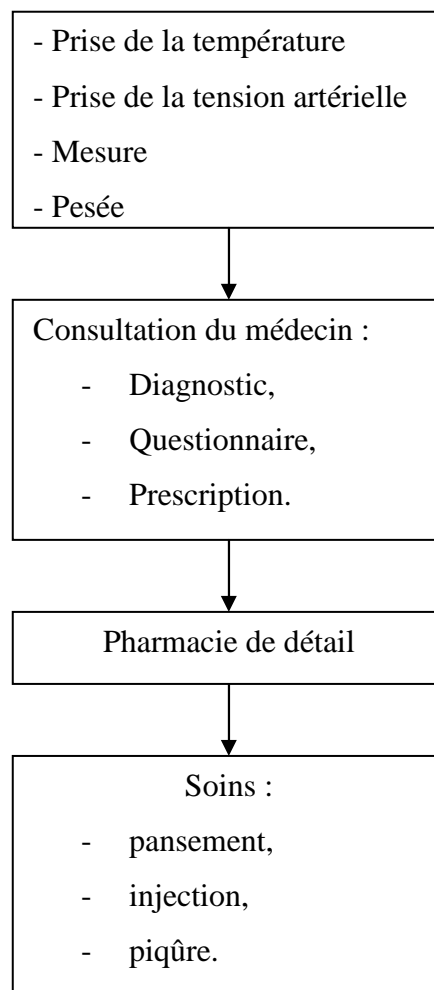 - Prise de la température
- Prise de la tension artérielle
- Mesure
- Pesée
Consultation du médecin :
- Diagnostic,
- Questionnaire,
- Prescription.
Pharmacie de détail
Soins :
- pansement,
- injection,
- piqûre.